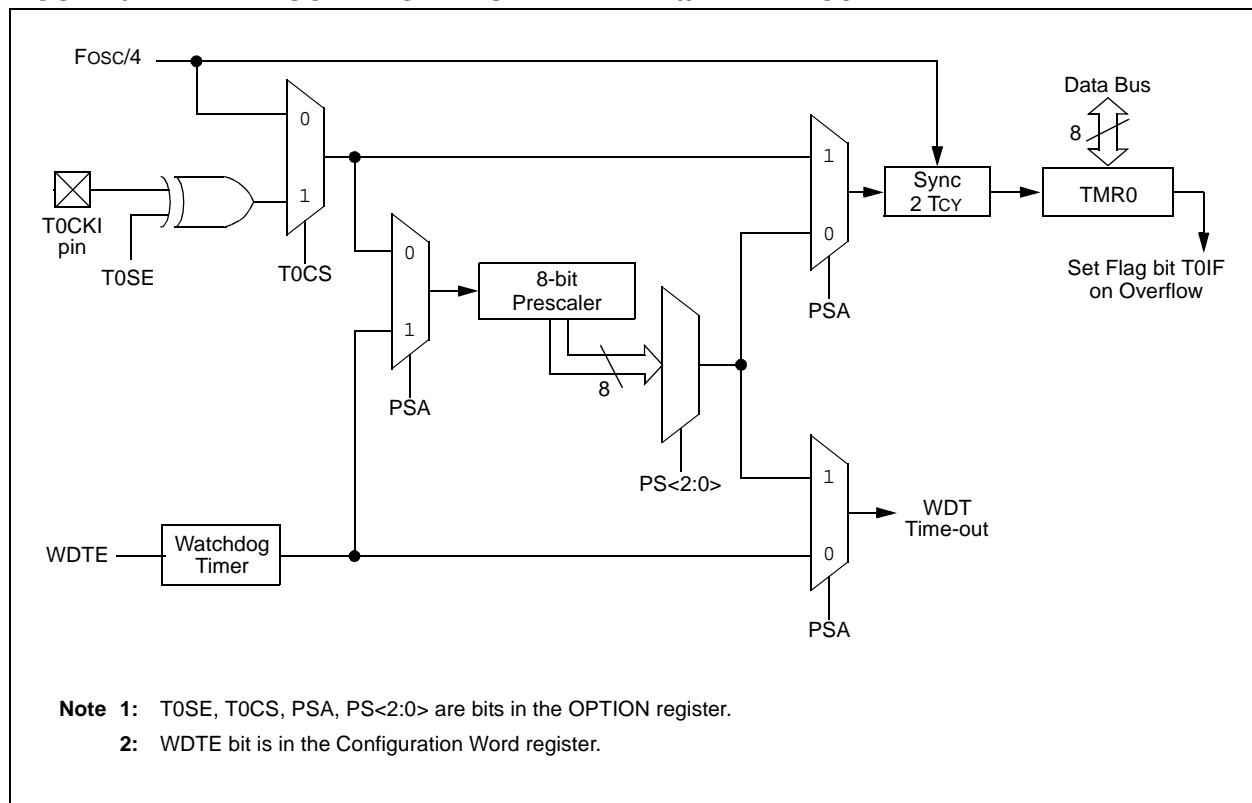 FOSC/4
0
1
T0CKI
pin
T0SE
T0CS
0
1
PSA
8-bit
Prescaler
8
PS<2:0>
1
0
PSA
Sync
2 TCY
Data Bus
8
TMR0
Set Flag bit T0IF
on Overflow
WDTE
Watchdog
Timer
1
0
PSA
WDT
Time-out
Note 1: T0SE, T0CS, PSA, PS<2:0> are bits in the OPTION register.
2: WDTE bit is in the Configuration Word register.